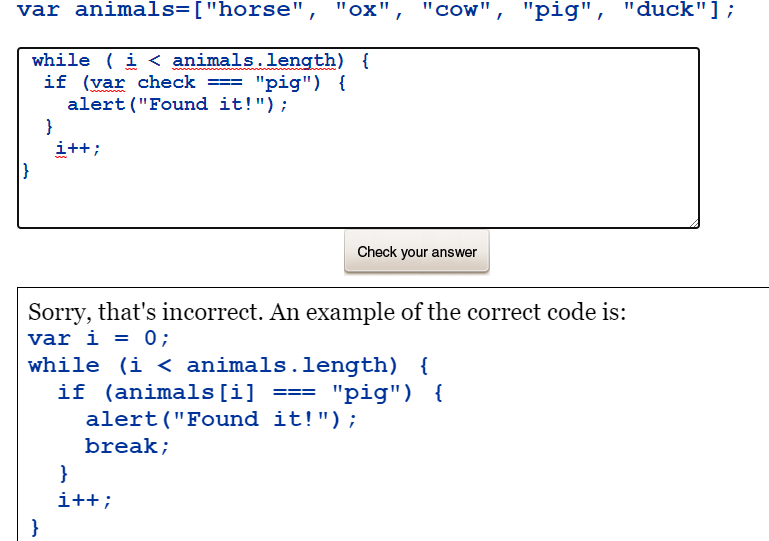 var animals=["horse", "ox", "cow", "pig", "duck"];
while ( i < animals.length) {
if (var check === "pig") {
alert("Found it!");
}
i++;
}
Check your answer
Sorry, that's incorrect. An example of the correct code is:
var i = 0;
while (i < animals.length) {
if (animals[i] === "pig") {
alert("Found it!");
break;
}
i++;
}